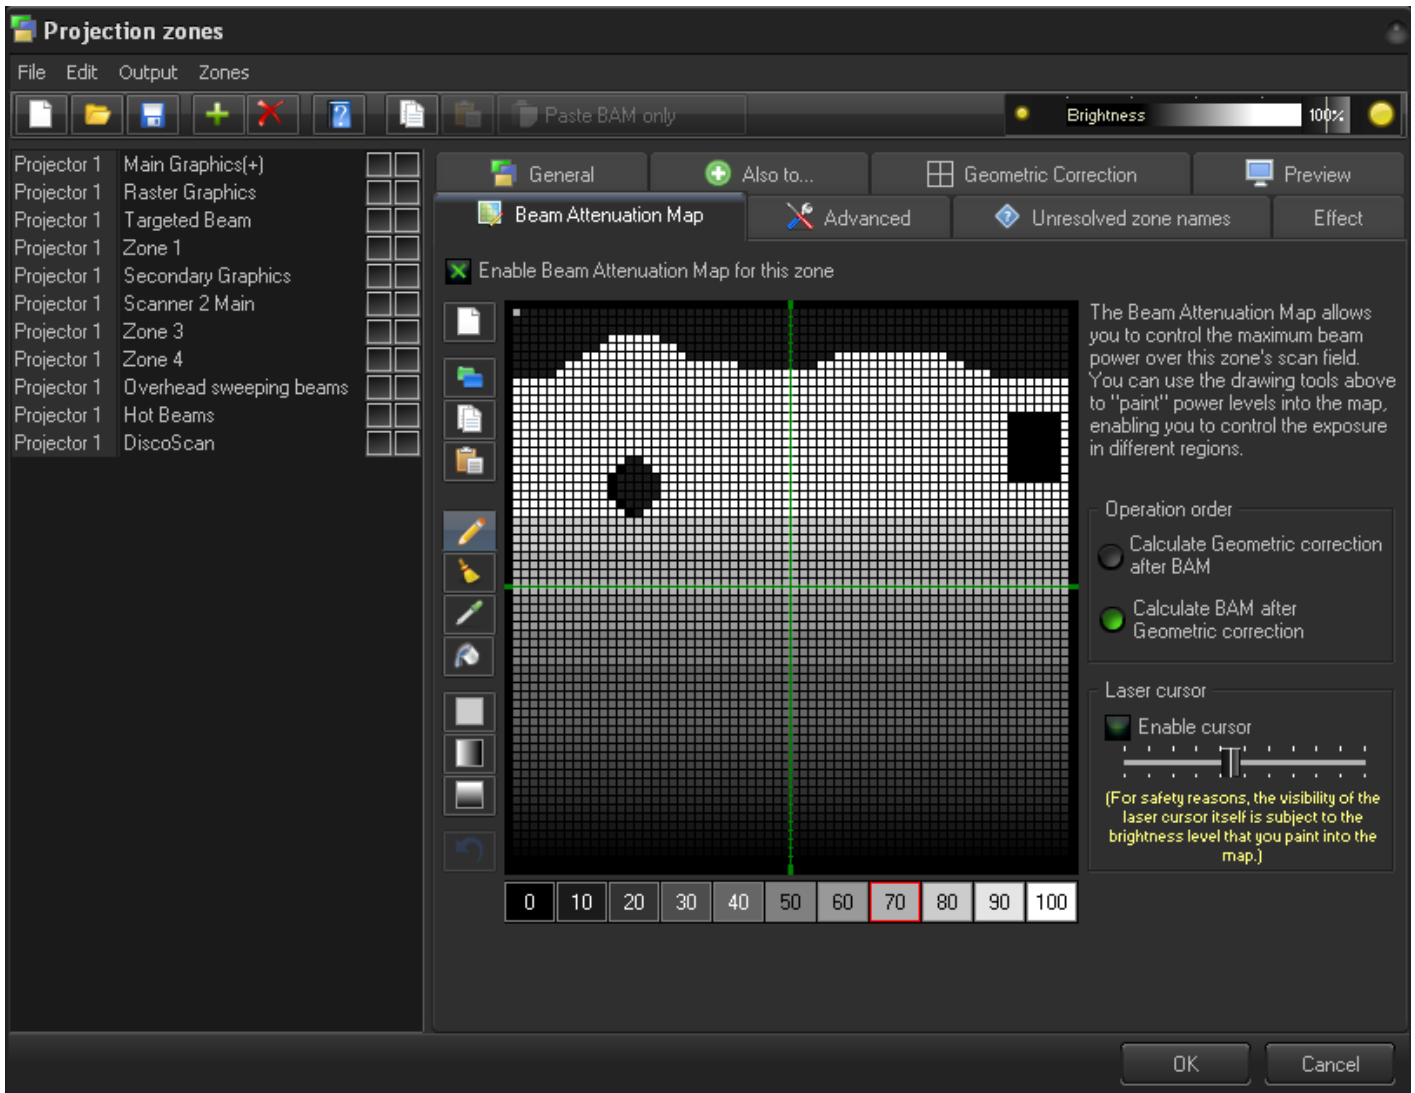 Projection zones
File Edit Output Zones
Paste BAM only
Brightness 100%
Projector 1 Main Graphics(+)
Projector 1 Raster Graphics
Projector 1 Targeted Beam
Projector 1 Zone 1
Projector 1 Secondary Graphics
Projector 1 Scanner 2 Main
Projector 1 Zone 3
Projector 1 Zone 4
Projector 1 Overhead sweeping beams
Projector 1 Hot Beams
Projector 1 DiscoScan
General Also to... Geometric Correction Preview
Beam Attenuation Map Advanced Unresolved zone names Effect
Enable Beam Attenuation Map for this zone
The Beam Attenuation Map allows
you to control the maximum beam
power over this zone's scan field.
You can use the drawing tools above
to "paint" power levels into the map,
enabling you to control the exposure
in different regions.
Operation order
Calculate Geometric correction
after BAM
Calculate BAM after
Geometric correction
Laser cursor
Enable cursor
(For safety reasons, the visibility of the
laser cursor itself is subject to the
brightness level that you paint into the
map.)
0 10 20 30 40 50 60 70 80 90 100
OK Cancel